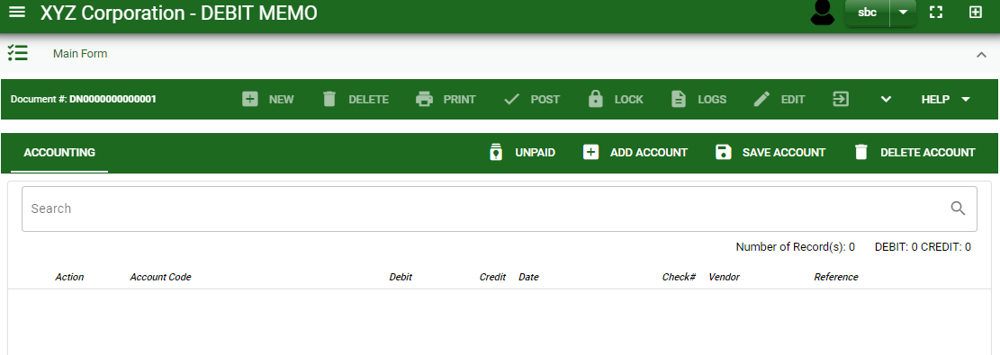 XYZ Corporation - DEBIT MEMO sbc
Main Form
Document #: DN0000000000001 NEW DELETE PRINT POST LOCK LOGS EDIT HELP
ACCOUNTING UNPAID ADD ACCOUNT SAVE ACCOUNT DELETE ACCOUNT
Search
Number of Record(s): 0 DEBIT: 0 CREDIT: 0
Action Account Code Debit Credit Date Check# Vendor Reference